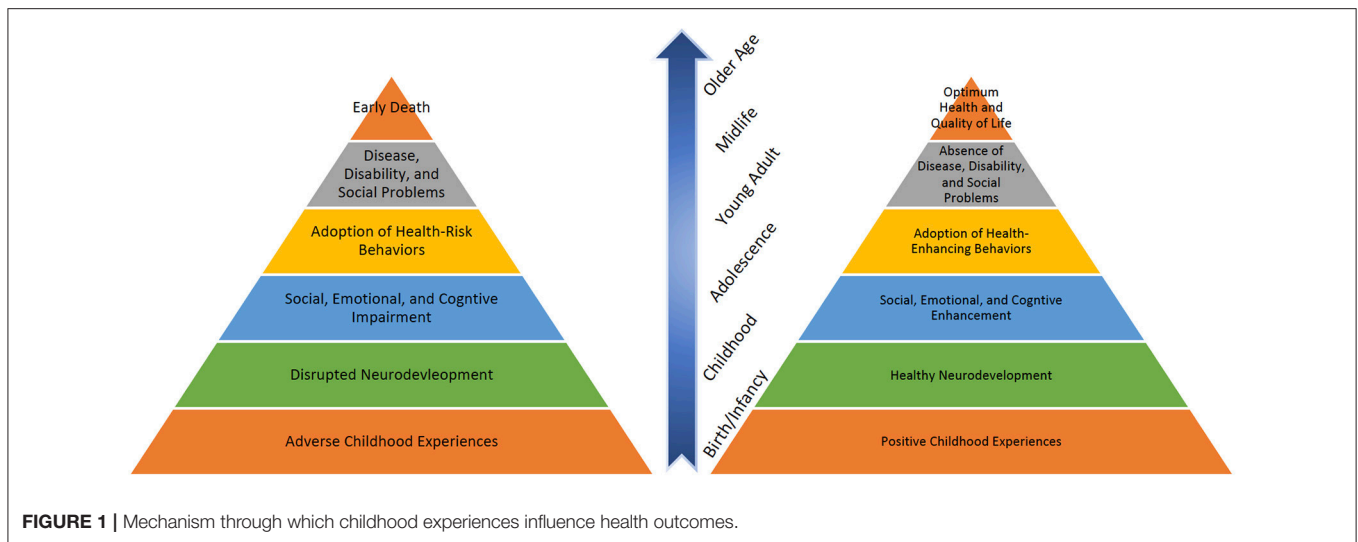 Early Death
Disease,
Disability, and
Social Problems
Adoption of Health-Risk
Behaviors
Social, Emotional, and Cogntive
Impairment
Disrupted Neurodevleopment
Adverse Childhood Experiences
Older Age
Midlife
Young Adult
Adolescence
Childhood
Birth/Infancy
Optimum
Health and
Quality of Life
Absence of
Disease, Disability,
and Social
Problems
Adoption of Health-
Enhancing Behaviors
Social, Emotional, and Cogntive
Enhancement
Healthy Neurodevelopment
Positive Childhood Experiences
FIGURE 1 | Mechanism through which childhood experiences influence health outcomes.